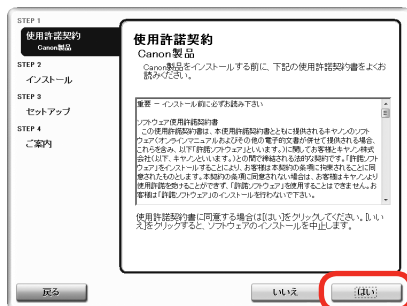 STEP 1
使用許諾契約
Canon製品
STEP 2
インストール
STEP 3
セットアップ
STEP 4
ご案内
使用許諾契約
Canon製品
Canon製品をインストールする前に、下記の使用許諾契約書をよくお
読みください。
重要 − インストール前に必ずお読み下さい
ソフトウェア使用許諾契約書
この使用許諾契約書は、本使用許諾契約書とともに提供されるキヤノンのソフト
ウェア(オンラインマニュアルおよびその他の電子的文書が併せて提供される場合、
これらを含み、以下「許諾ソフトウェア」といいます。)に関してお客様とキヤノン株式
会社(以下、キヤノンといいます。)との間で締結される法的な契約です。「許諾ソフト
ウェア」をインストールすることにより、お客様は本契約の条項に拘束されることに同
意されたものとします。本契約の条項に同意されない場合は、お客様はキヤノンより
使用許諾を受けることができず、「許諾ソフトウェア」を使用することはできません。お
客様は「許諾ソフトウェア」のインストールを行わないで下さい。
使用許諾契約書に同意する場合は[はい]をクリックしてください。[いい
え]をクリックすると、ソフトウェアのインストールを中止します。
戻る
いいえ
はい